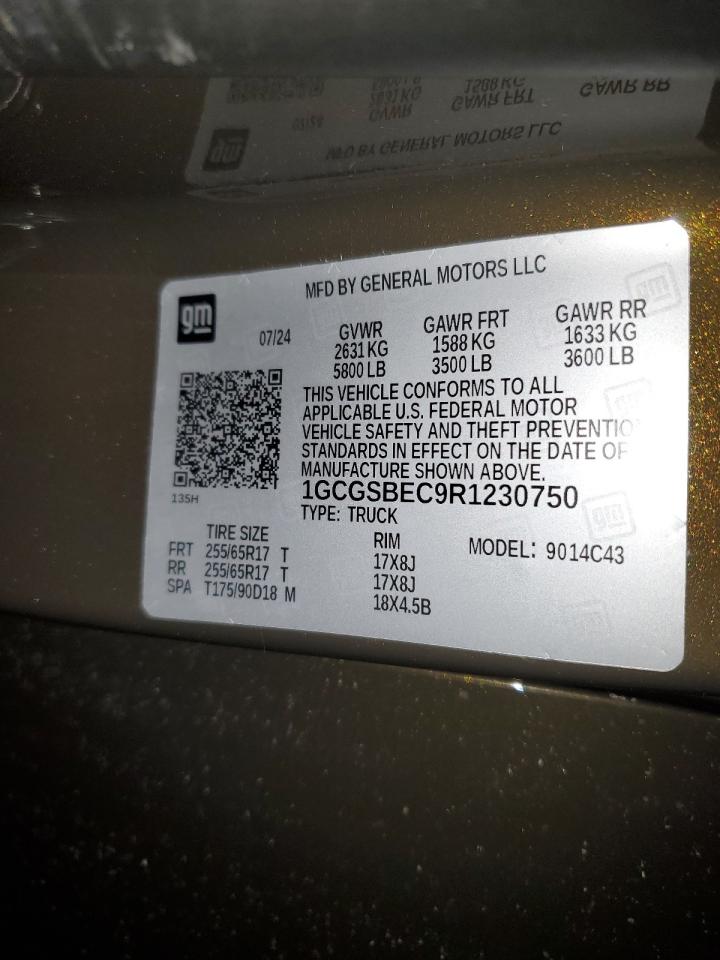 MFD BY GENERAL MOTORS LLC
gm
07/24
GVWR GAWR FRT GAWR RR
2631 KG 1588 KG 1633 KG
5800 LB 3500 LB 3600 LB
THIS VEHICLE CONFORMS TO ALL
APPLICABLE U.S. FEDERAL MOTOR
VEHICLE SAFETY AND THEFT PREVENTIO
STANDARDS IN EFFECT ON THE DATE OF
MANUFACTURE SHOWN ABOVE.
135H
1GCGSBEC9R1230750
TYPE: TRUCK
TIRE SIZE RIM MODEL: 9014C43
FRT 255/65R17 T 17X8J
RR 255/65R17 T 17X8J
SPA T175/90D18 M 18X4.5B